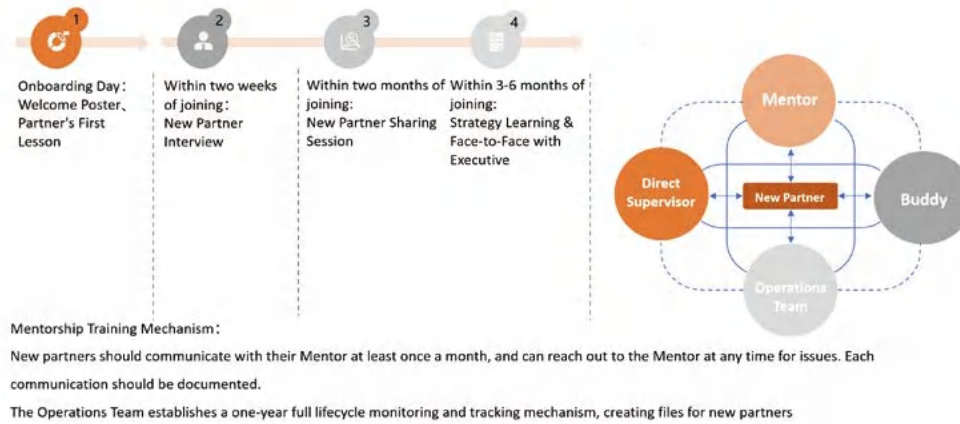 1
2
3
4
Onboarding Day：
Welcome Poster、
Partner's First
Lesson
Within two weeks
of joining：
New Partner
Interview
Within two months of
joining:
New Partner Sharing
Session
Within 3-6 months of
joining:
Strategy Learning &
Face-to-Face with
Executive
Mentor
Direct
Supervisor
New Partner
Buddy
Operations
Team
Mentorship Training Mechanism：
New partners should communicate with their Mentor at least once a month, and can reach out to the Mentor at any time for issues. Each
communication should be documented.
The Operations Team establishes a one-year full lifecycle monitoring and tracking mechanism, creating files for new partners